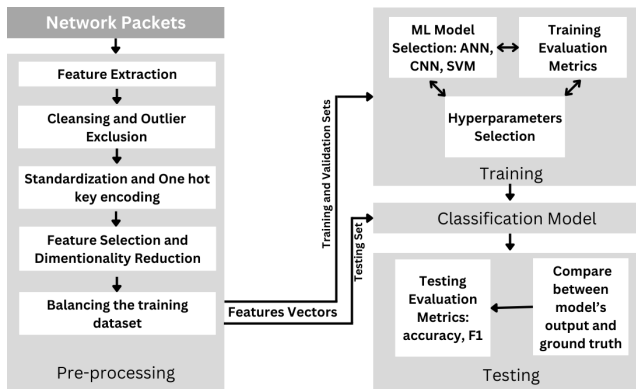 Network Packets
Feature Extraction
Cleansing and Outlier
Exclusion
Standardization and One hot
key encoding
Feature Selection and
Dimentionality Reduction
Balancing the training
dataset
Pre-processing
Features Vectors
Training and Validation Sets
Testing Set
ML Model
Selection: ANN,
CNN, SVM
Training
Evaluation
Metrics
Hyperparameters
Selection
Training
Classification Model
Testing
Evaluation
Metrics:
accuracy, F1
Compare
between
model's
output and
ground truth
Testing